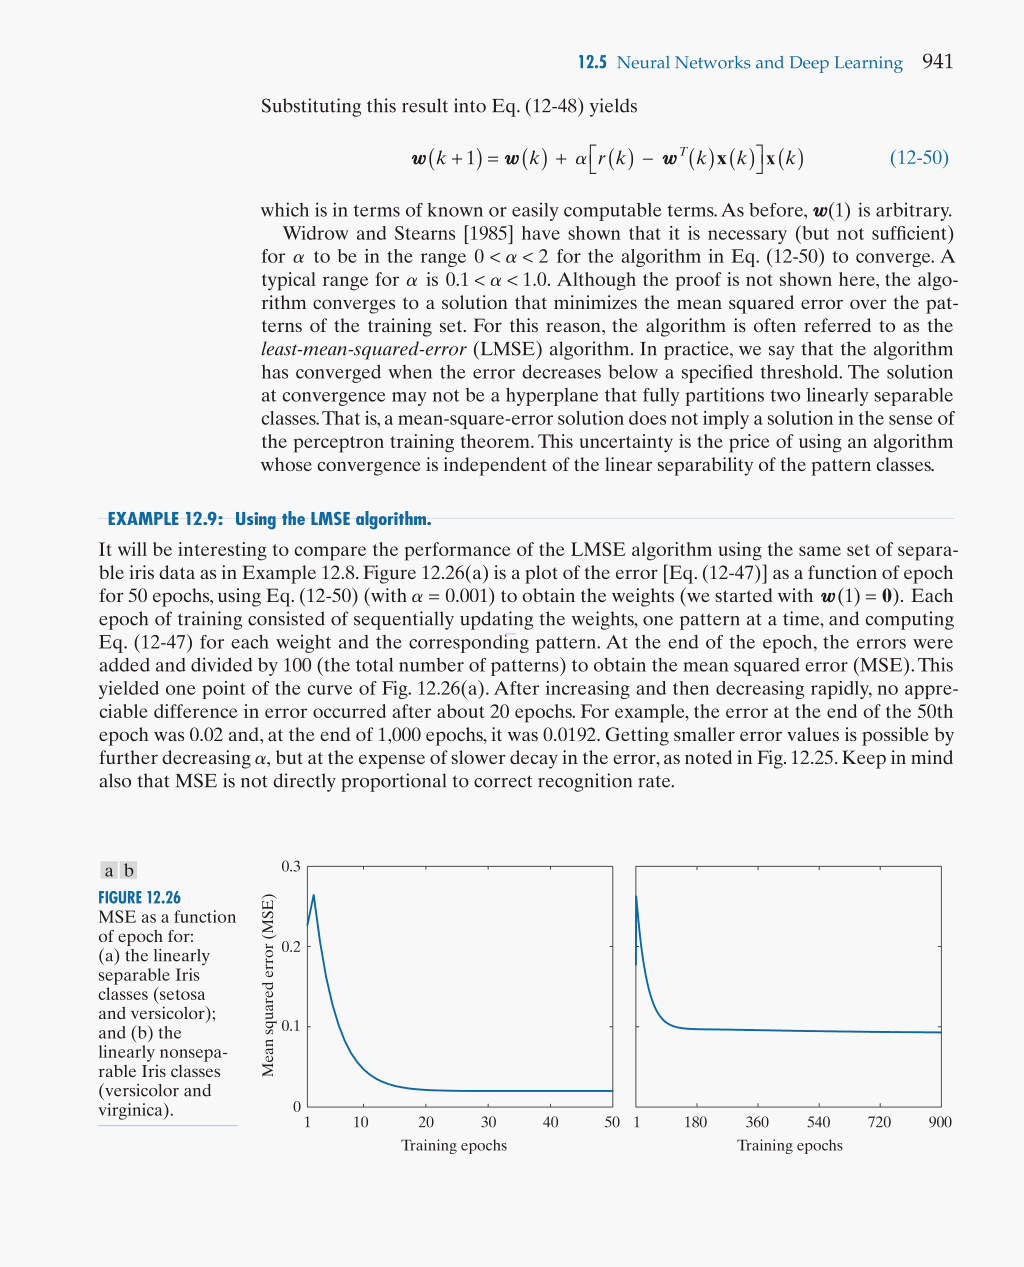 12.5 Neural Networks and Deep Learning 941
Substituting this result into Eq. (12-48) yields
w(k + 1) = w(k) + α[r(k) − wᵀ(k)x(k)]x(k) (12-50)
which is in terms of known or easily computable terms. As before, w(1) is arbitrary.
Widrow and Stearns [1985] have shown that it is necessary (but not sufficient)
for α to be in the range 0 < α < 2 for the algorithm in Eq. (12-50) to converge. A
typical range for α is 0.1 < α < 1.0. Although the proof is not shown here, the algo-
rithm converges to a solution that minimizes the mean squared error over the pat-
terns of the training set. For this reason, the algorithm is often referred to as the
least-mean-squared-error (LMSE) algorithm. In practice, we say that the algorithm
has converged when the error decreases below a specified threshold. The solution
at convergence may not be a hyperplane that fully partitions two linearly separable
classes. That is, a mean-square-error solution does not imply a solution in the sense of
the perceptron training theorem. This uncertainty is the price of using an algorithm
whose convergence is independent of the linear separability of the pattern classes.
EXAMPLE 12.9: Using the LMSE algorithm.
It will be interesting to compare the performance of the LMSE algorithm using the same set of separa-
ble iris data as in Example 12.8. Figure 12.26(a) is a plot of the error [Eq. (12-47)] as a function of epoch
for 50 epochs, using Eq. (12-50) (with α = 0.001) to obtain the weights (we started with w(1) = 0). Each
epoch of training consisted of sequentially updating the weights, one pattern at a time, and computing
Eq. (12-47) for each weight and the corresponding pattern. At the end of the epoch, the errors were
added and divided by 100 (the total number of patterns) to obtain the mean squared error (MSE). This
yielded one point of the curve of Fig. 12.26(a). After increasing and then decreasing rapidly, no appre-
ciable difference in error occurred after about 20 epochs. For example, the error at the end of the 50th
epoch was 0.02 and, at the end of 1,000 epochs, it was 0.0192. Getting smaller error values is possible by
further decreasing α, but at the expense of slower decay in the error, as noted in Fig. 12.25. Keep in mind
also that MSE is not directly proportional to correct recognition rate.
a b
FIGURE 12.26
MSE as a function
of epoch for:
(a) the linearly
separable Iris
classes (setosa
and versicolor);
and (b) the
linearly nonsepa-
rable Iris classes
(versicolor and
virginica).
Mean squared error (MSE)
0.3
0.2
0.1
0
1 10 20 30 40 50
Training epochs
1 180 360 540 720 900
Training epochs